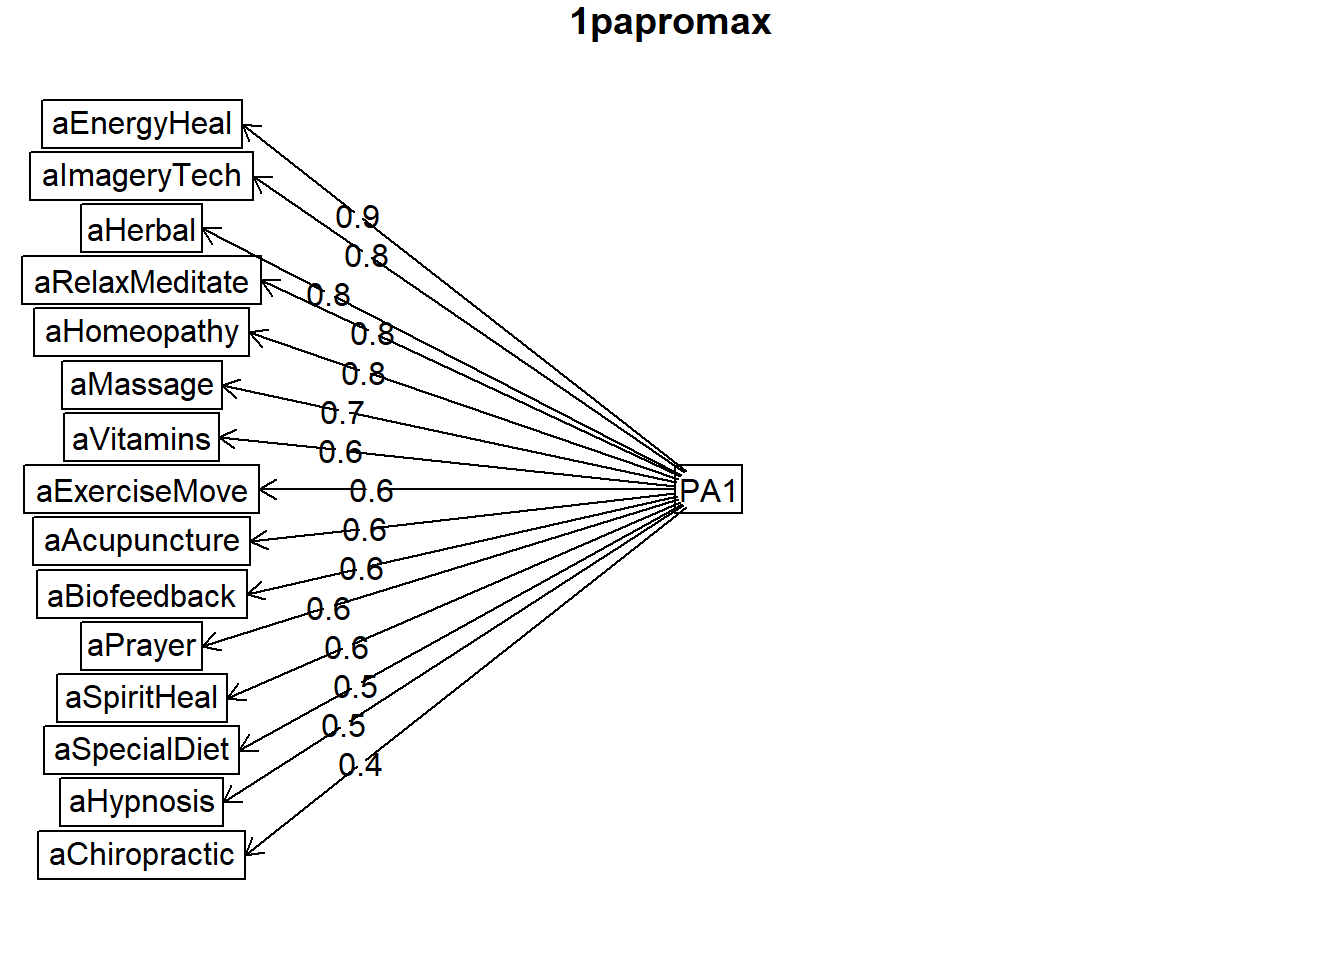 1papromax
aEnergyHeal
aImageryTech
aHerbal
aRelaxMeditate
aHomeopathy
aMassage
aVitamins
aExerciseMove
aAcupuncture
aBiofeedback
aPrayer
aSpiritHeal
aSpecialDiet
aHypnosis
aChiropractic
0.9
0.8
0.8
0.8
0.8
0.7
0.6
0.6
0.6
0.6
0.6
0.6
0.5
0.5
0.4
PA1